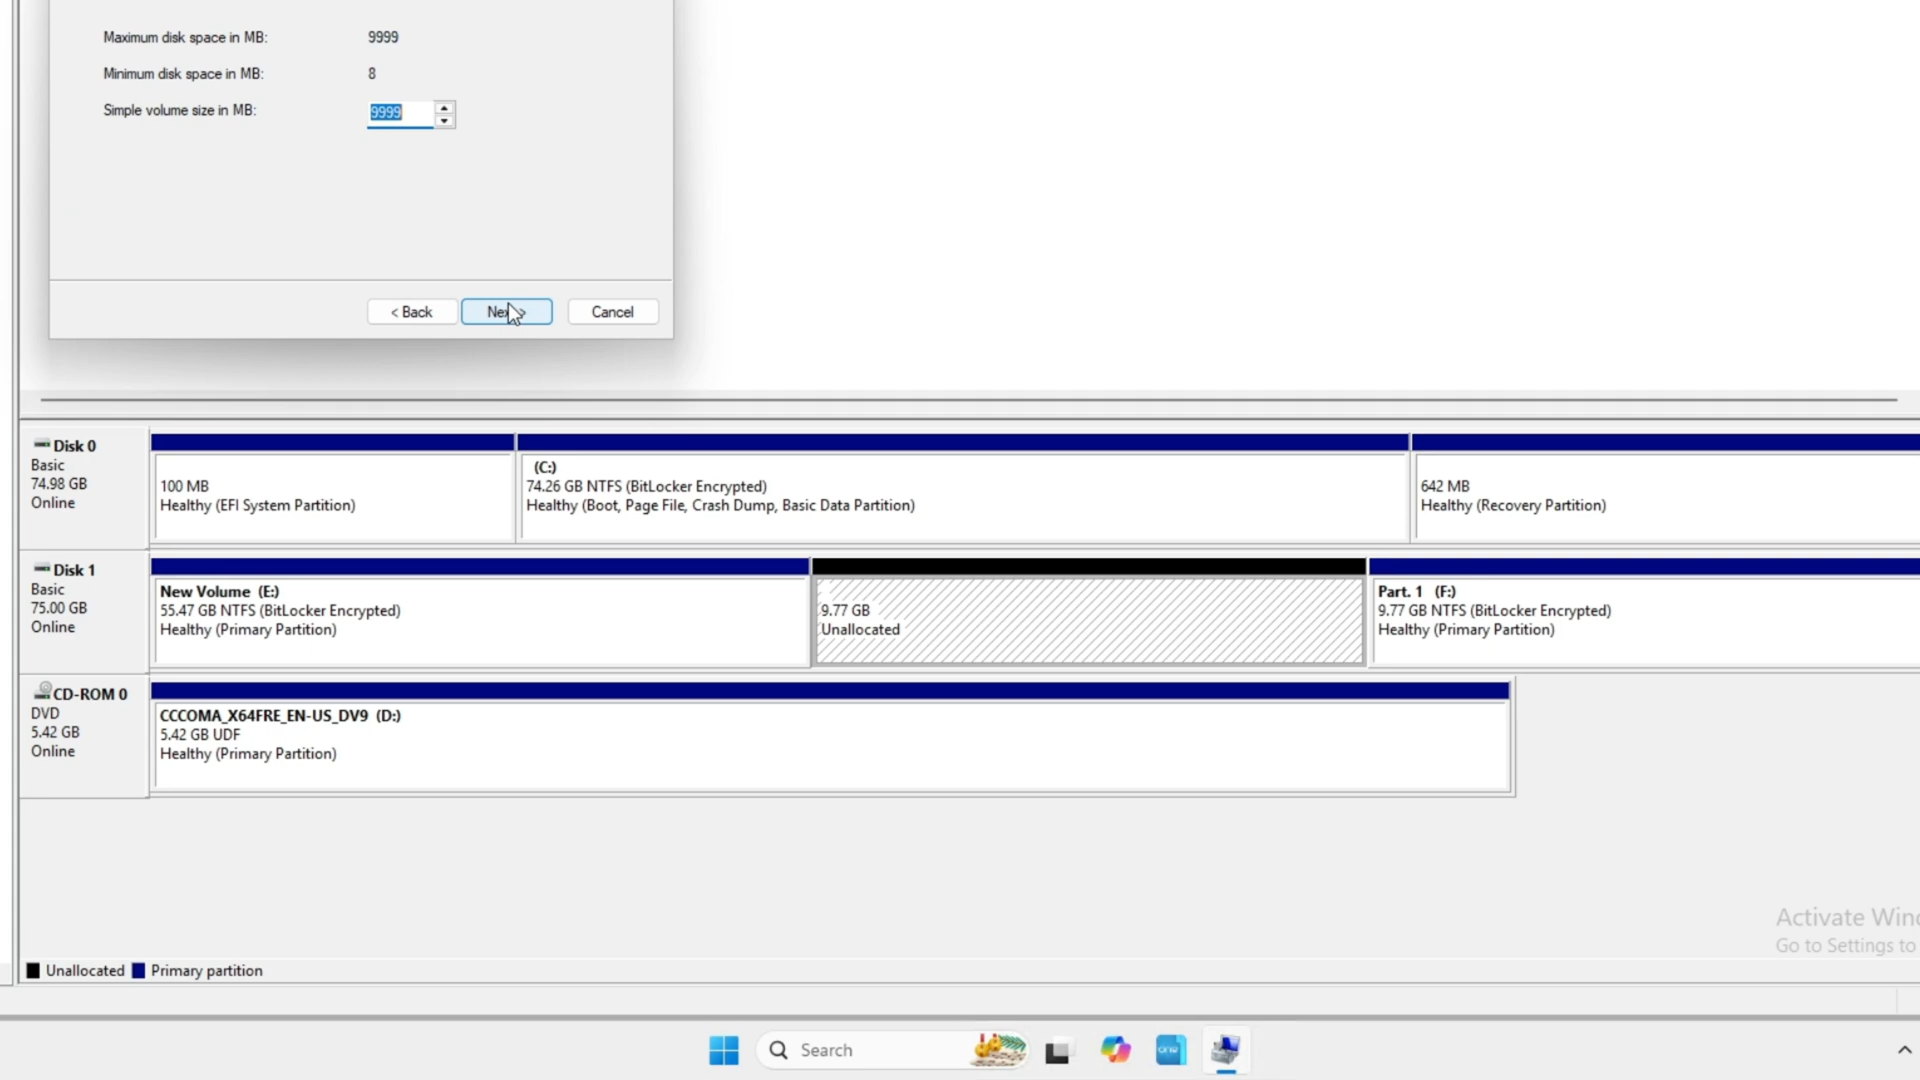 Maximum disk space in MB: 9999
Minimum disk space in MB: 8
Simple volume size in MB: 9999
< Back
Cancel
Disk 0
Basic
74.98 GB
Online
100 MB
Healthy (EFI System Partition)
(C:)
74.26 GB NTFS (BitLocker Encrypted)
Healthy (Boot, Page File, Crash Dump, Basic Data Partition)
642 MB
Healthy (Recovery Partition)
Disk 1
Basic
75.00 GB
Online
New Volume (E:)
55.47 GB NTFS (BitLocker Encrypted)
Healthy (Primary Partition)
9.77 GB
Unallocated
Part. 1 (F:)
9.77 GB NTFS (BitLocker Encrypted)
Healthy (Primary Partition)
CD-ROM 0
DVD
5.42 GB
Online
CCCOMA_X64FRE_EN-US_DV9 (D:)
5.42 GB UDF
Healthy (Primary Partition)
Activate Win
Go to Settings to
Unallocated Primary partition
Search
one